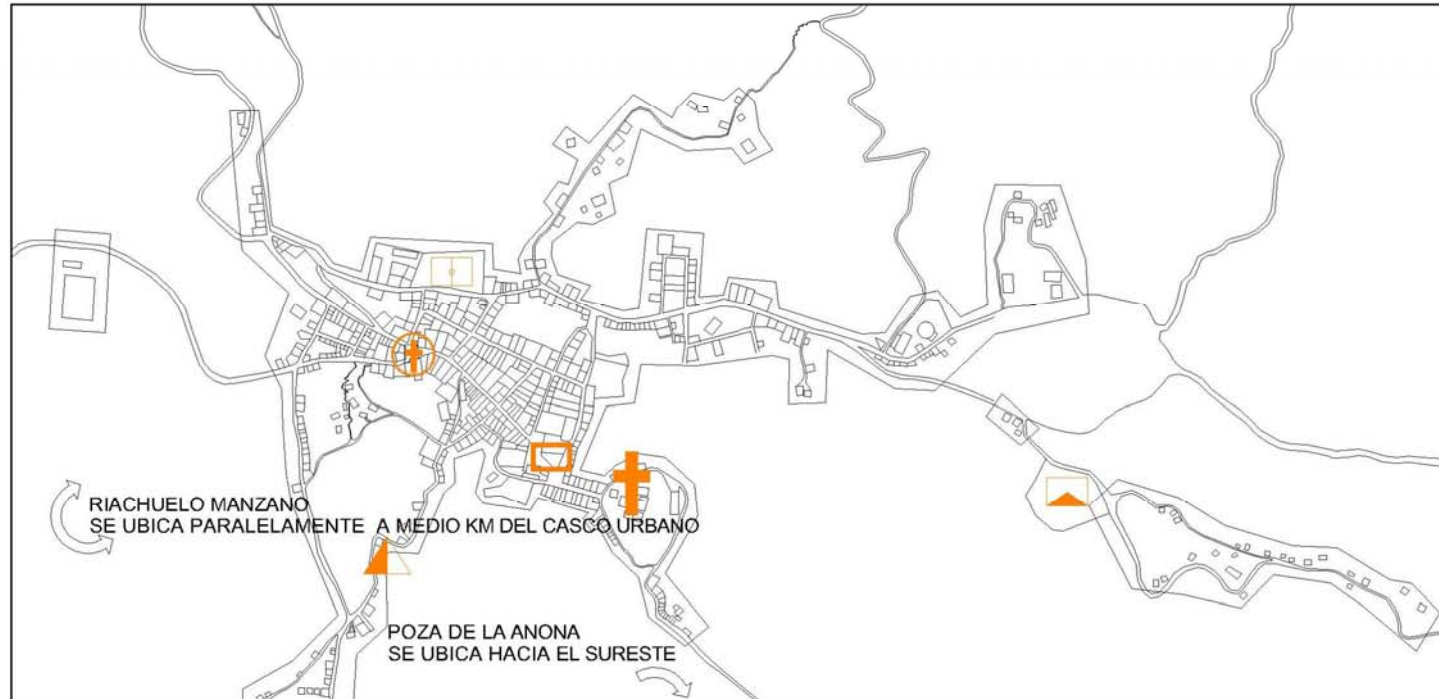 RIACHUELO MANZANO
SE UBICA PARALELAMENTE A MEDIO KM DEL CASCO URBANO
POZA DE LA ANONA
SE UBICA HACIA EL SURESTE